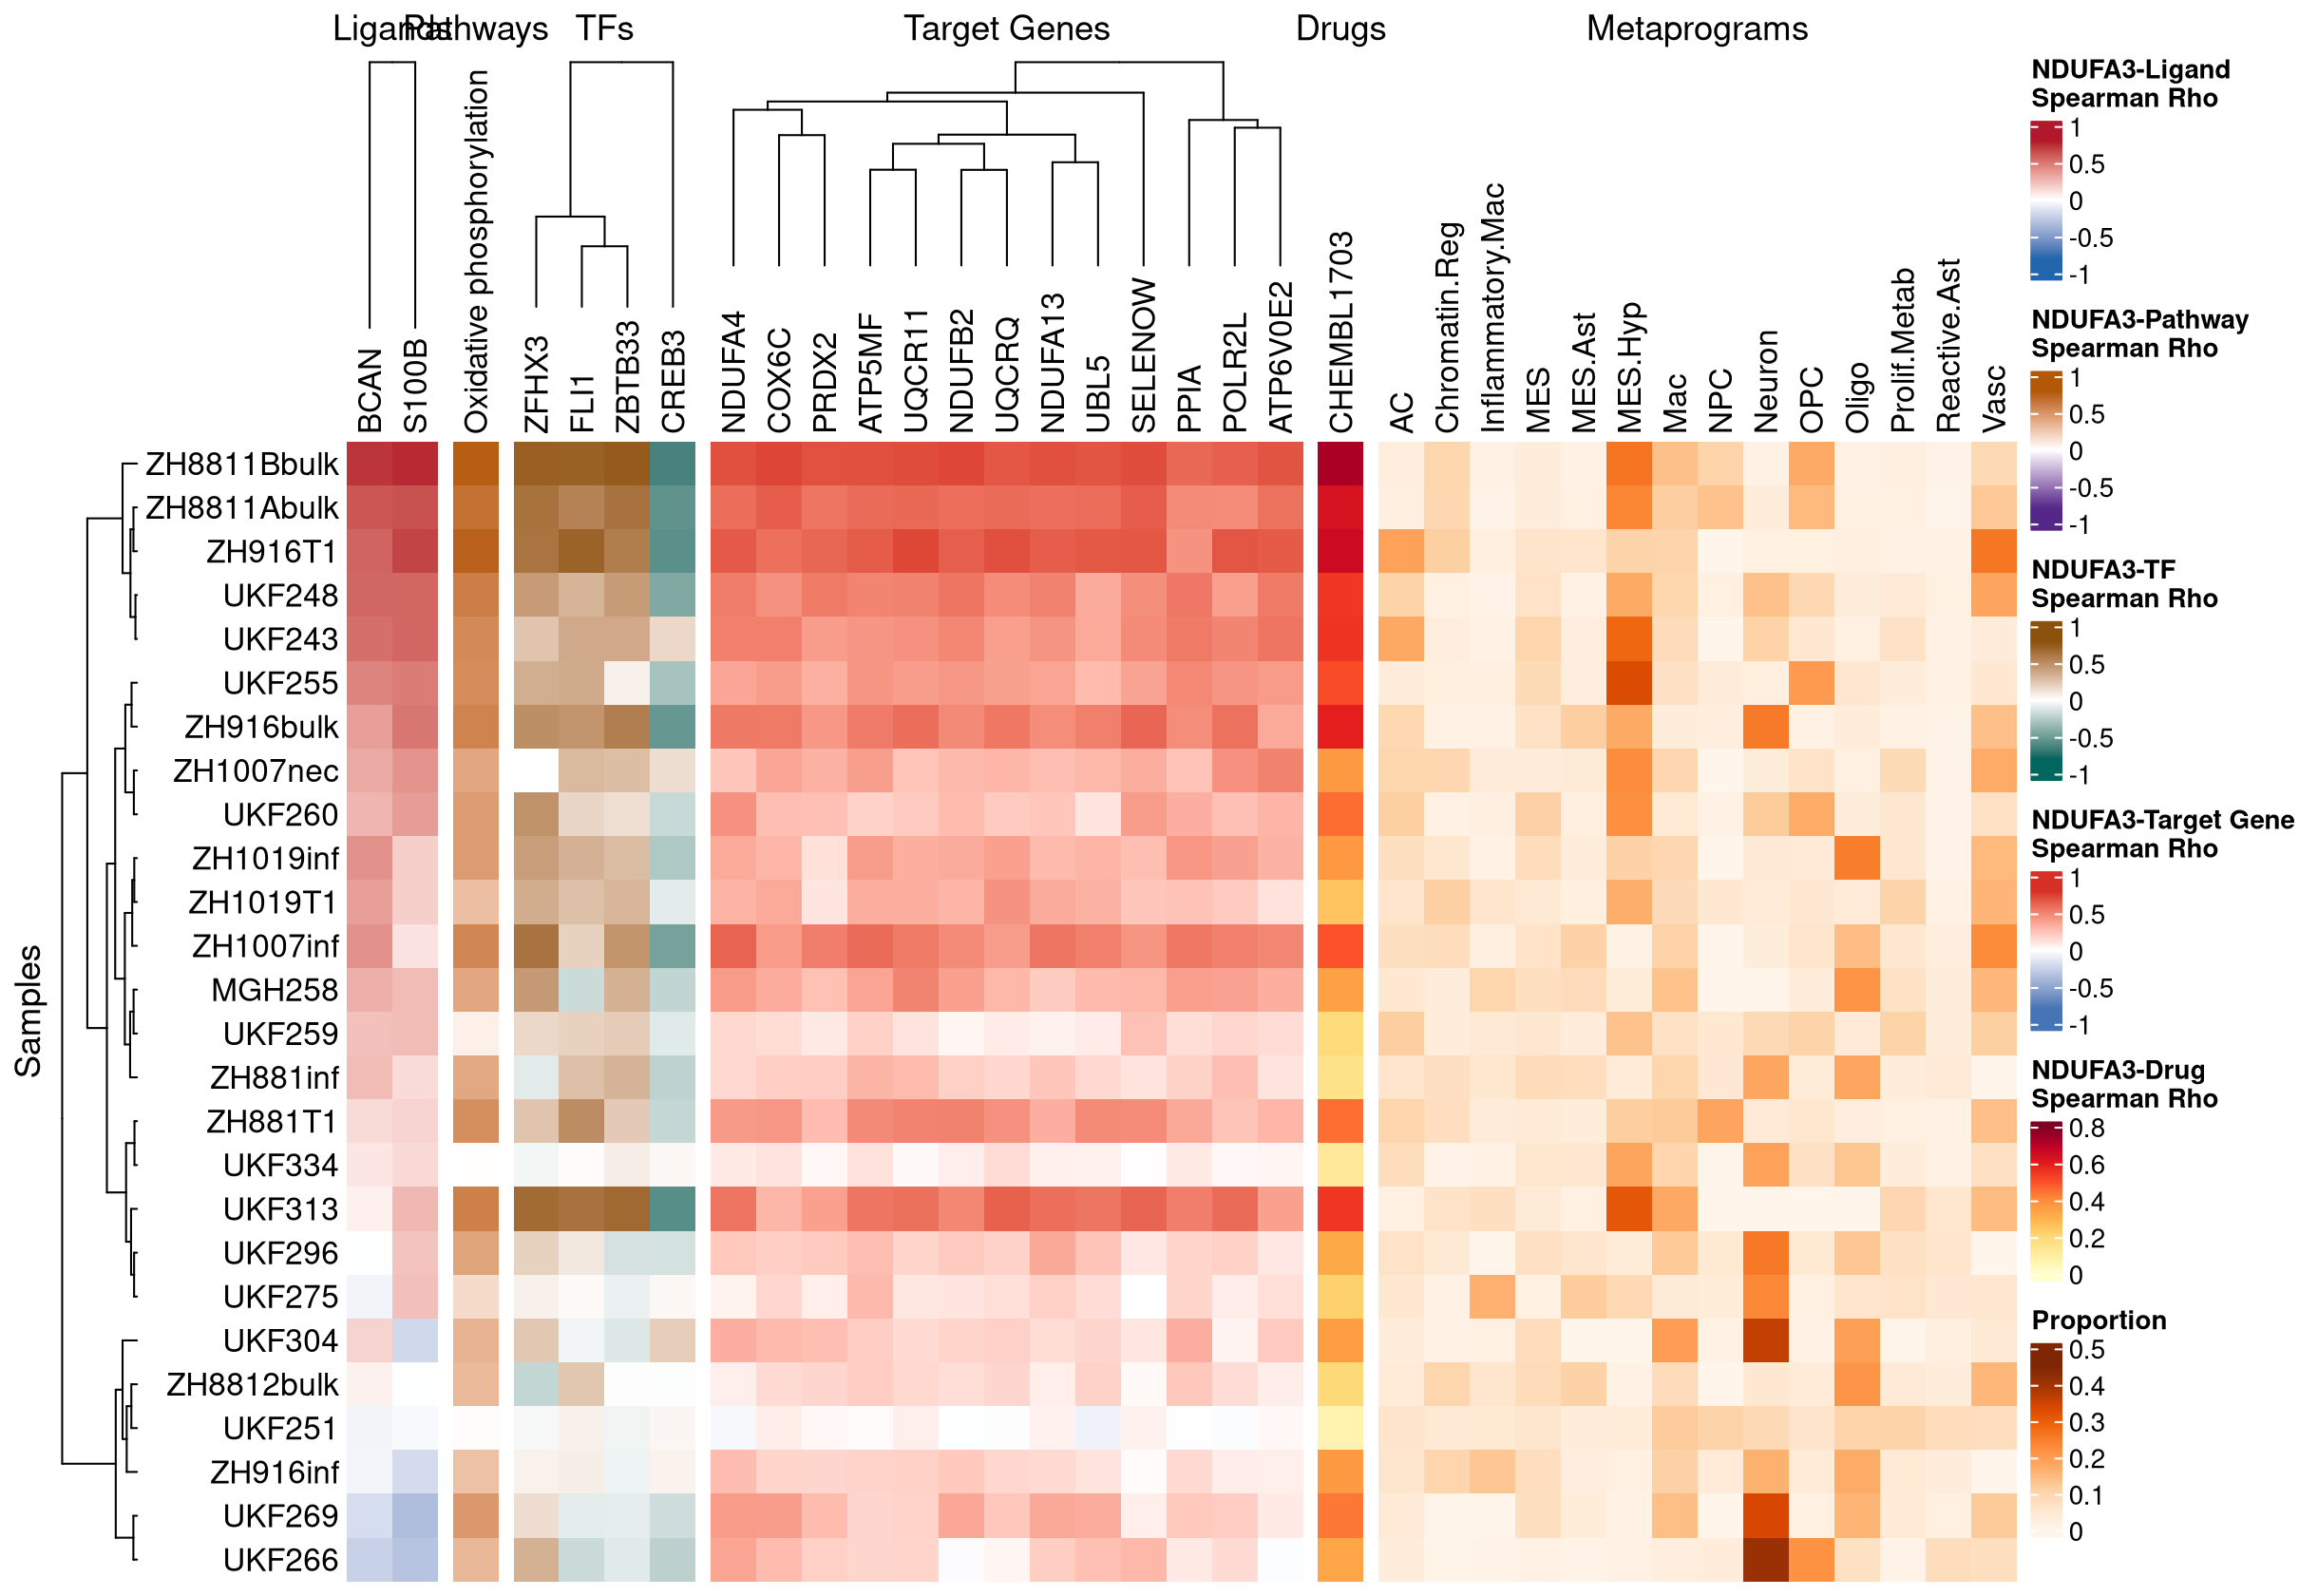 Ligands Pathways TFs Target Genes Drugs Metaprograms
BCAN
S100B
Oxidative phosphorylation
ZFHX3
FLI1
ZBTB33
CREB3
NDUFA4
COX6C
PRDX2
ATP5MF
UQCR11
NDUFB2
UQCRQ
NDUFA13
UBL5
SELENOW
PPIA
POLR2L
ATP6V0E2
CHEMBL1703
AC
Chromatin.Reg
Inflammatory.Mac
MES
MES.Ast
MES.Hyp
Mac
NPC
Neuron
OPC
Oligo
Prolif.Metab
Reactive.Ast
Vasc
Samples
ZH8811Bbulk
ZH8811Abulk
ZH916T1
UKF248
UKF243
UKF255
ZH916bulk
ZH1007nec
UKF260
ZH1019inf
ZH1019T1
ZH1007inf
MGH258
UKF259
ZH881inf
ZH881T1
UKF334
UKF313
UKF296
UKF275
UKF304
ZH8812bulk
UKF251
ZH916inf
UKF269
UKF266
NDUFA3-Ligand
Spearman Rho
1
0.5
0
-0.5
-1
NDUFA3-Pathway
Spearman Rho
1
0.5
0
-0.5
-1
NDUFA3-TF
Spearman Rho
1
0.5
0
-0.5
-1
NDUFA3-Target Gene
Spearman Rho
1
0.5
0
-0.5
-1
NDUFA3-Drug
Spearman Rho
0.8
0.6
0.4
0.2
0
Proportion
0.5
0.4
0.3
0.2
0.1
0